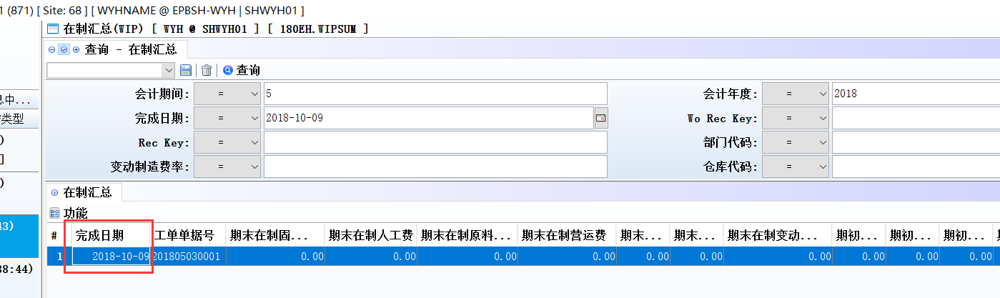 1 (871) [ Site: 68 ] [ WYHNAME @ EPBSH-WYH | SHWYH01 ]
在制汇总(WIP) [ WYH @ SHWYH01 ] [ 180EH.WIPSUM ]
查询 - 在制汇总
查询
会计期间: = 5 会计年度: = 2018
完成日期: = 2018-10-09 Wo Rec Key: =
Rec Key: = 部门代码: =
变动制造费率: = 仓库代码: =
中...
类型
)
]
)
43)
38:44)
在制汇总
功能
# 完成日期 工单单据号 期末在制固... 期末在制人工费 期末在制原料... 期末在制营运费 期末... 期末... 期末在制变动... 期初... 期初... 期初...
1 2018-10-09 201805030001 0.00 0.00 0.00 0.00 0.00 0.00 0.00 0.00 0.00 0.00